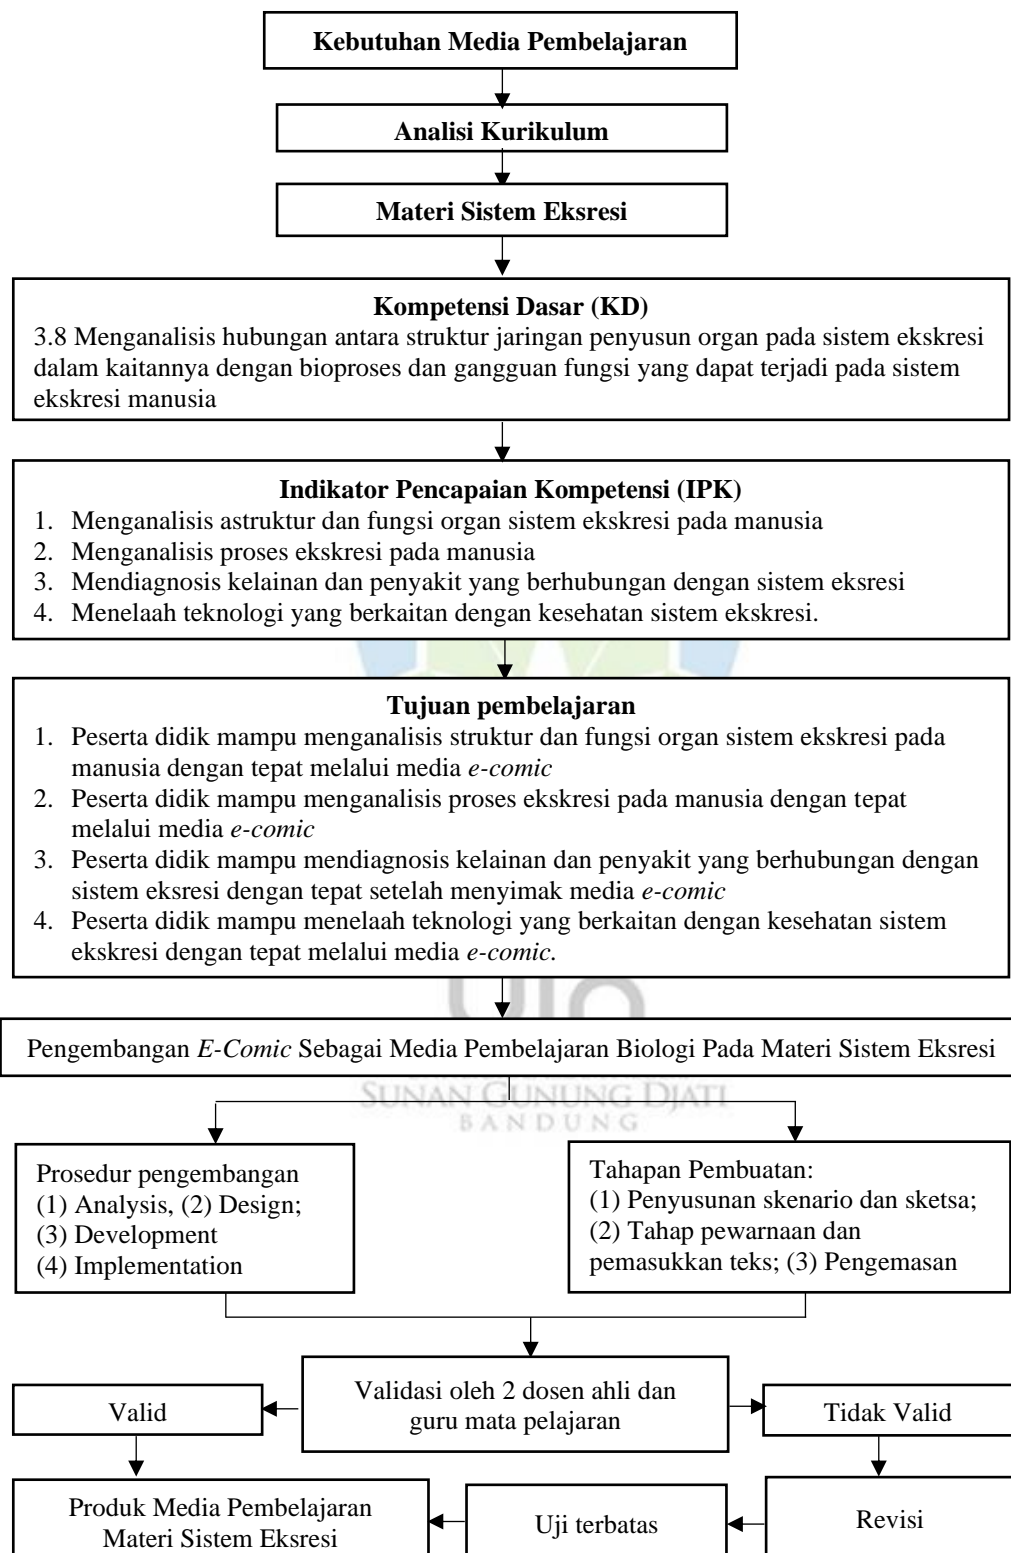 Kebutuhan Media Pembelajaran
Analisi Kurikulum
Materi Sistem Eksresi
Kompetensi Dasar (KD)
3.8 Menganalisis hubungan antara struktur jaringan penyusun organ pada sistem ekskresi
dalam kaitannya dengan bioproses dan gangguan fungsi yang dapat terjadi pada sistem
ekskresi manusia
Indikator Pencapaian Kompetensi (IPK)
1. Menganalisis astruktur dan fungsi organ sistem ekskresi pada manusia
2. Menganalisis proses ekskresi pada manusia
3. Mendiagnosis kelainan dan penyakit yang berhubungan dengan sistem eksresi
4. Menelaah teknologi yang berkaitan dengan kesehatan sistem ekskresi.
Tujuan pembelajaran
1. Peserta didik mampu menganalisis struktur dan fungsi organ sistem ekskresi pada
manusia dengan tepat melalui media e-comic
2. Peserta didik mampu menganalisis proses ekskresi pada manusia dengan tepat
melalui media e-comic
3. Peserta didik mampu mendiagnosis kelainan dan penyakit yang berhubungan dengan
sistem eksresi dengan tepat setelah menyimak media e-comic
4. Peserta didik mampu menelaah teknologi yang berkaitan dengan kesehatan sistem
ekskresi dengan tepat melalui media e-comic.
uin
Pengembangan E-Comic Sebagai Media Pembelajaran Biologi Pada Materi Sistem Eksresi
SUNAN GUNUNG DJATI
BANDUNG
Prosedur pengembangan
(1) Analysis, (2) Design;
(3) Development
(4) Implementation
Tahapan Pembuatan:
(1) Penyusunan skenario dan sketsa;
(2) Tahap pewarnaan dan
pemasukkan teks; (3) Pengemasan
Validasi oleh 2 dosen ahli dan
guru mata pelajaran
Valid
Tidak Valid
Produk Media Pembelajaran
Materi Sistem Eksresi
Uji terbatas
Revisi